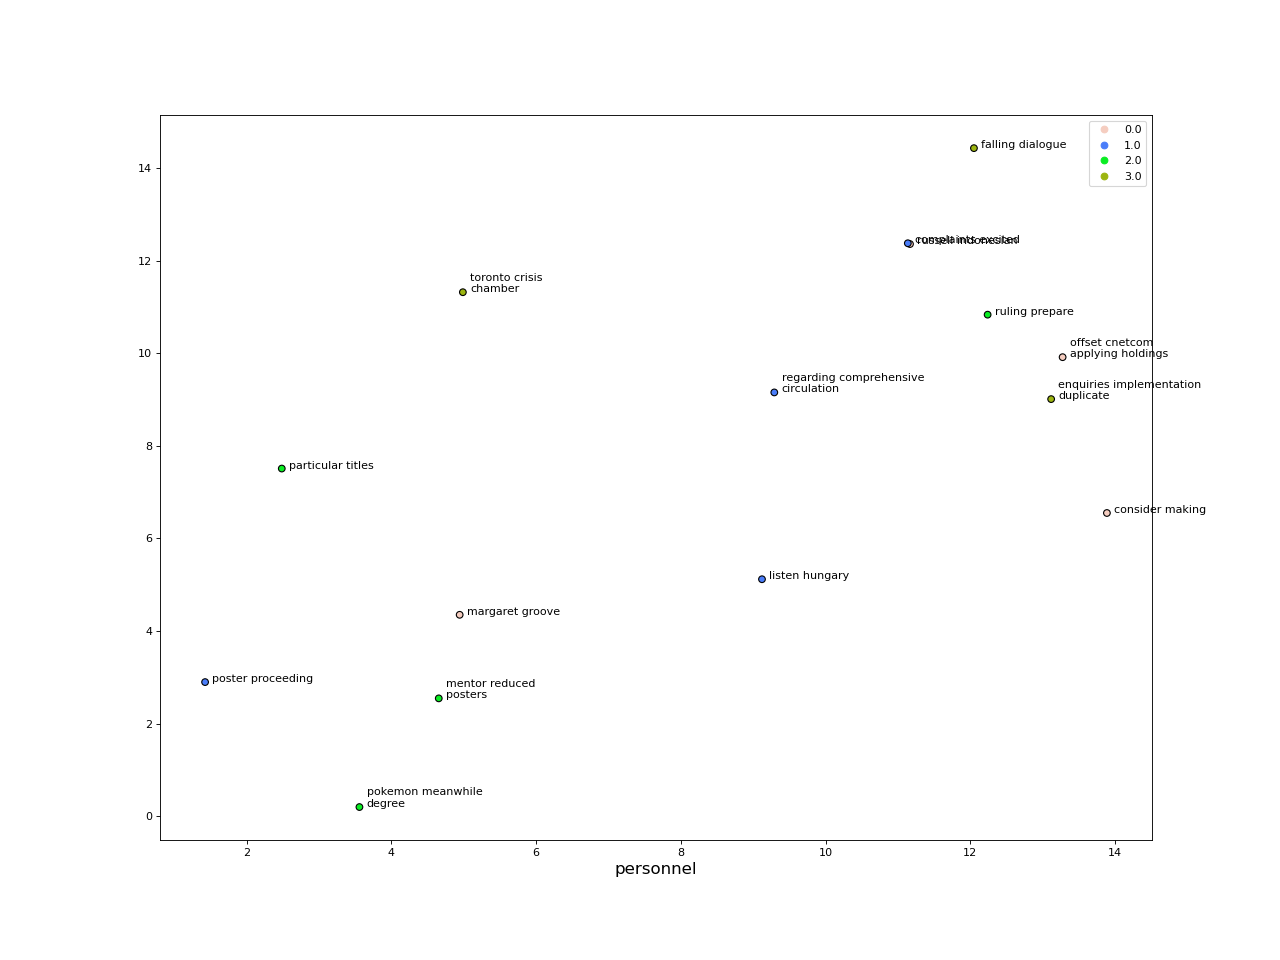 falling dialogue
0.0
1.0
2.0
3.0
14
complaints excited
russell indonesian
12
toronto crisis
chamber
ruling prepare
10
offset cnetcom
applying holdings
regarding comprehensive
circulation
enquiries implementation
duplicate
8
particular titles
consider making
6
listen hungary
margaret groove
4
poster proceeding
mentor reduced
posters
2
pokemon meanwhile
degree
0
2 4 6 8 10 12 14
personnel